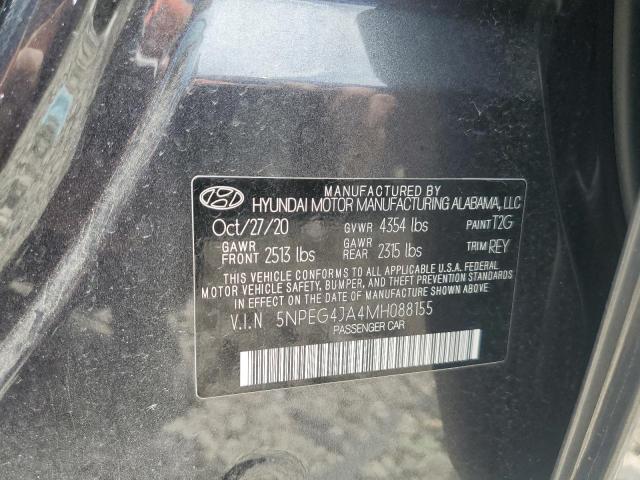 MANUFACTURED BY
HYUNDAI MOTOR MANUFACTURING ALABAMA, LLC
Oct/27/20 GVWR 4354 lbs PAINT T2G
GAWR FRONT 2513 lbs GAWR REAR 2315 lbs TRIM REY
THIS VEHICLE CONFORMS TO ALL APPLICABLE U.S.A. FEDERAL
MOTOR VEHICLE SAFETY, BUMPER, AND THEFT PREVENTION STANDARDS
IN EFFECT ON THE DATE OF MANUFACTURE SHOWN ABOVE.
V.I.N 5NPEG4JA4MH088155
PASSENGER CAR